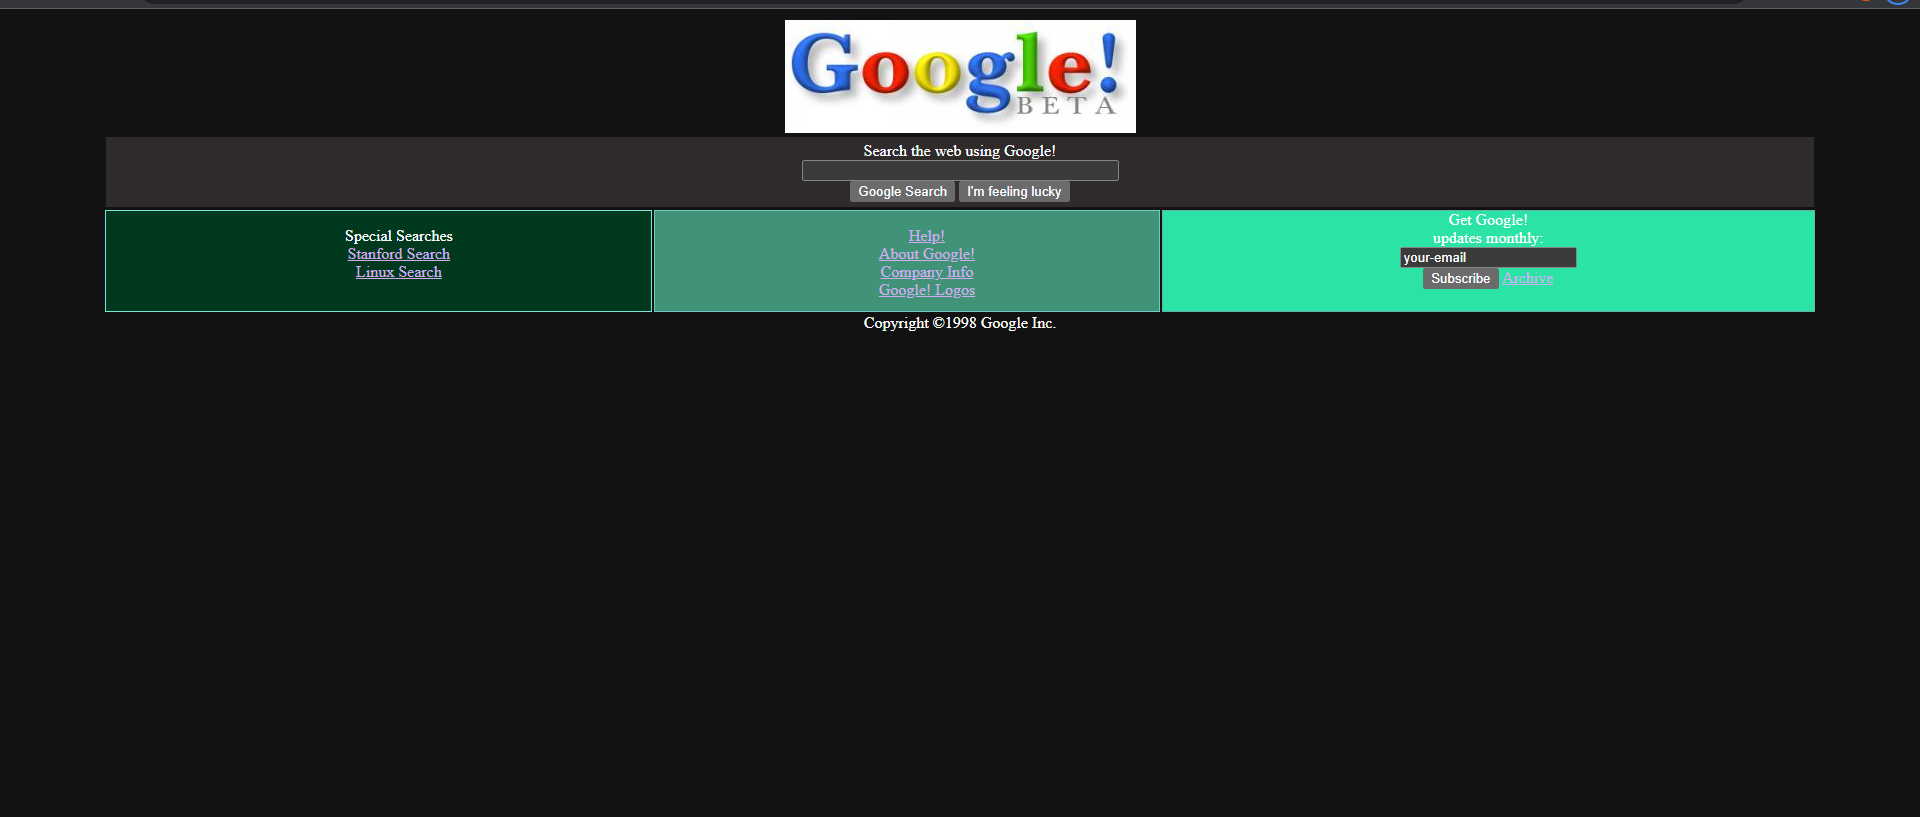 Google!
BETA
Search the web using Google!
Google Search I'm feeling lucky
Special Searches
Stanford Search
Linux Search
Help!
About Google!
Company Info
Google! Logos
Get Google!
updates monthly:
your-email
Subscribe Archive
Copyright ©1998 Google Inc.